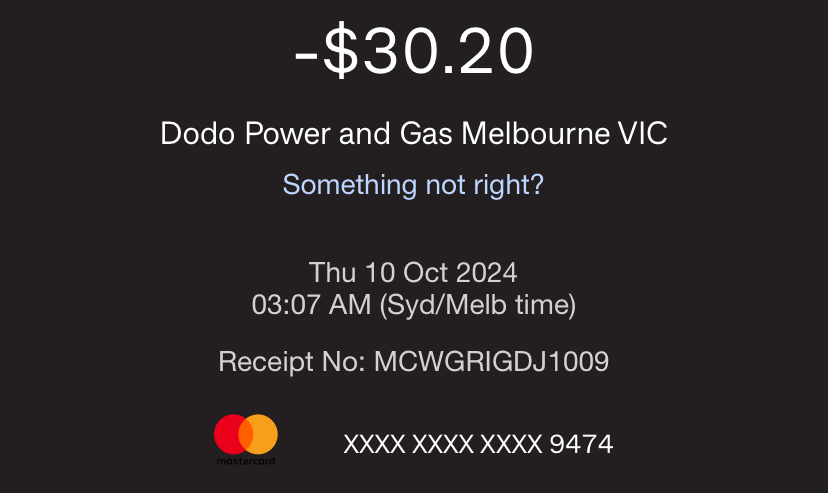 -$30.20
Dodo Power and Gas Melbourne VIC
Something not right?
Thu 10 Oct 2024
03:07 AM (Syd/Melb time)
Receipt No: MCWGRIGDJ1009
mastercard
XXXX XXXX XXXX 9474